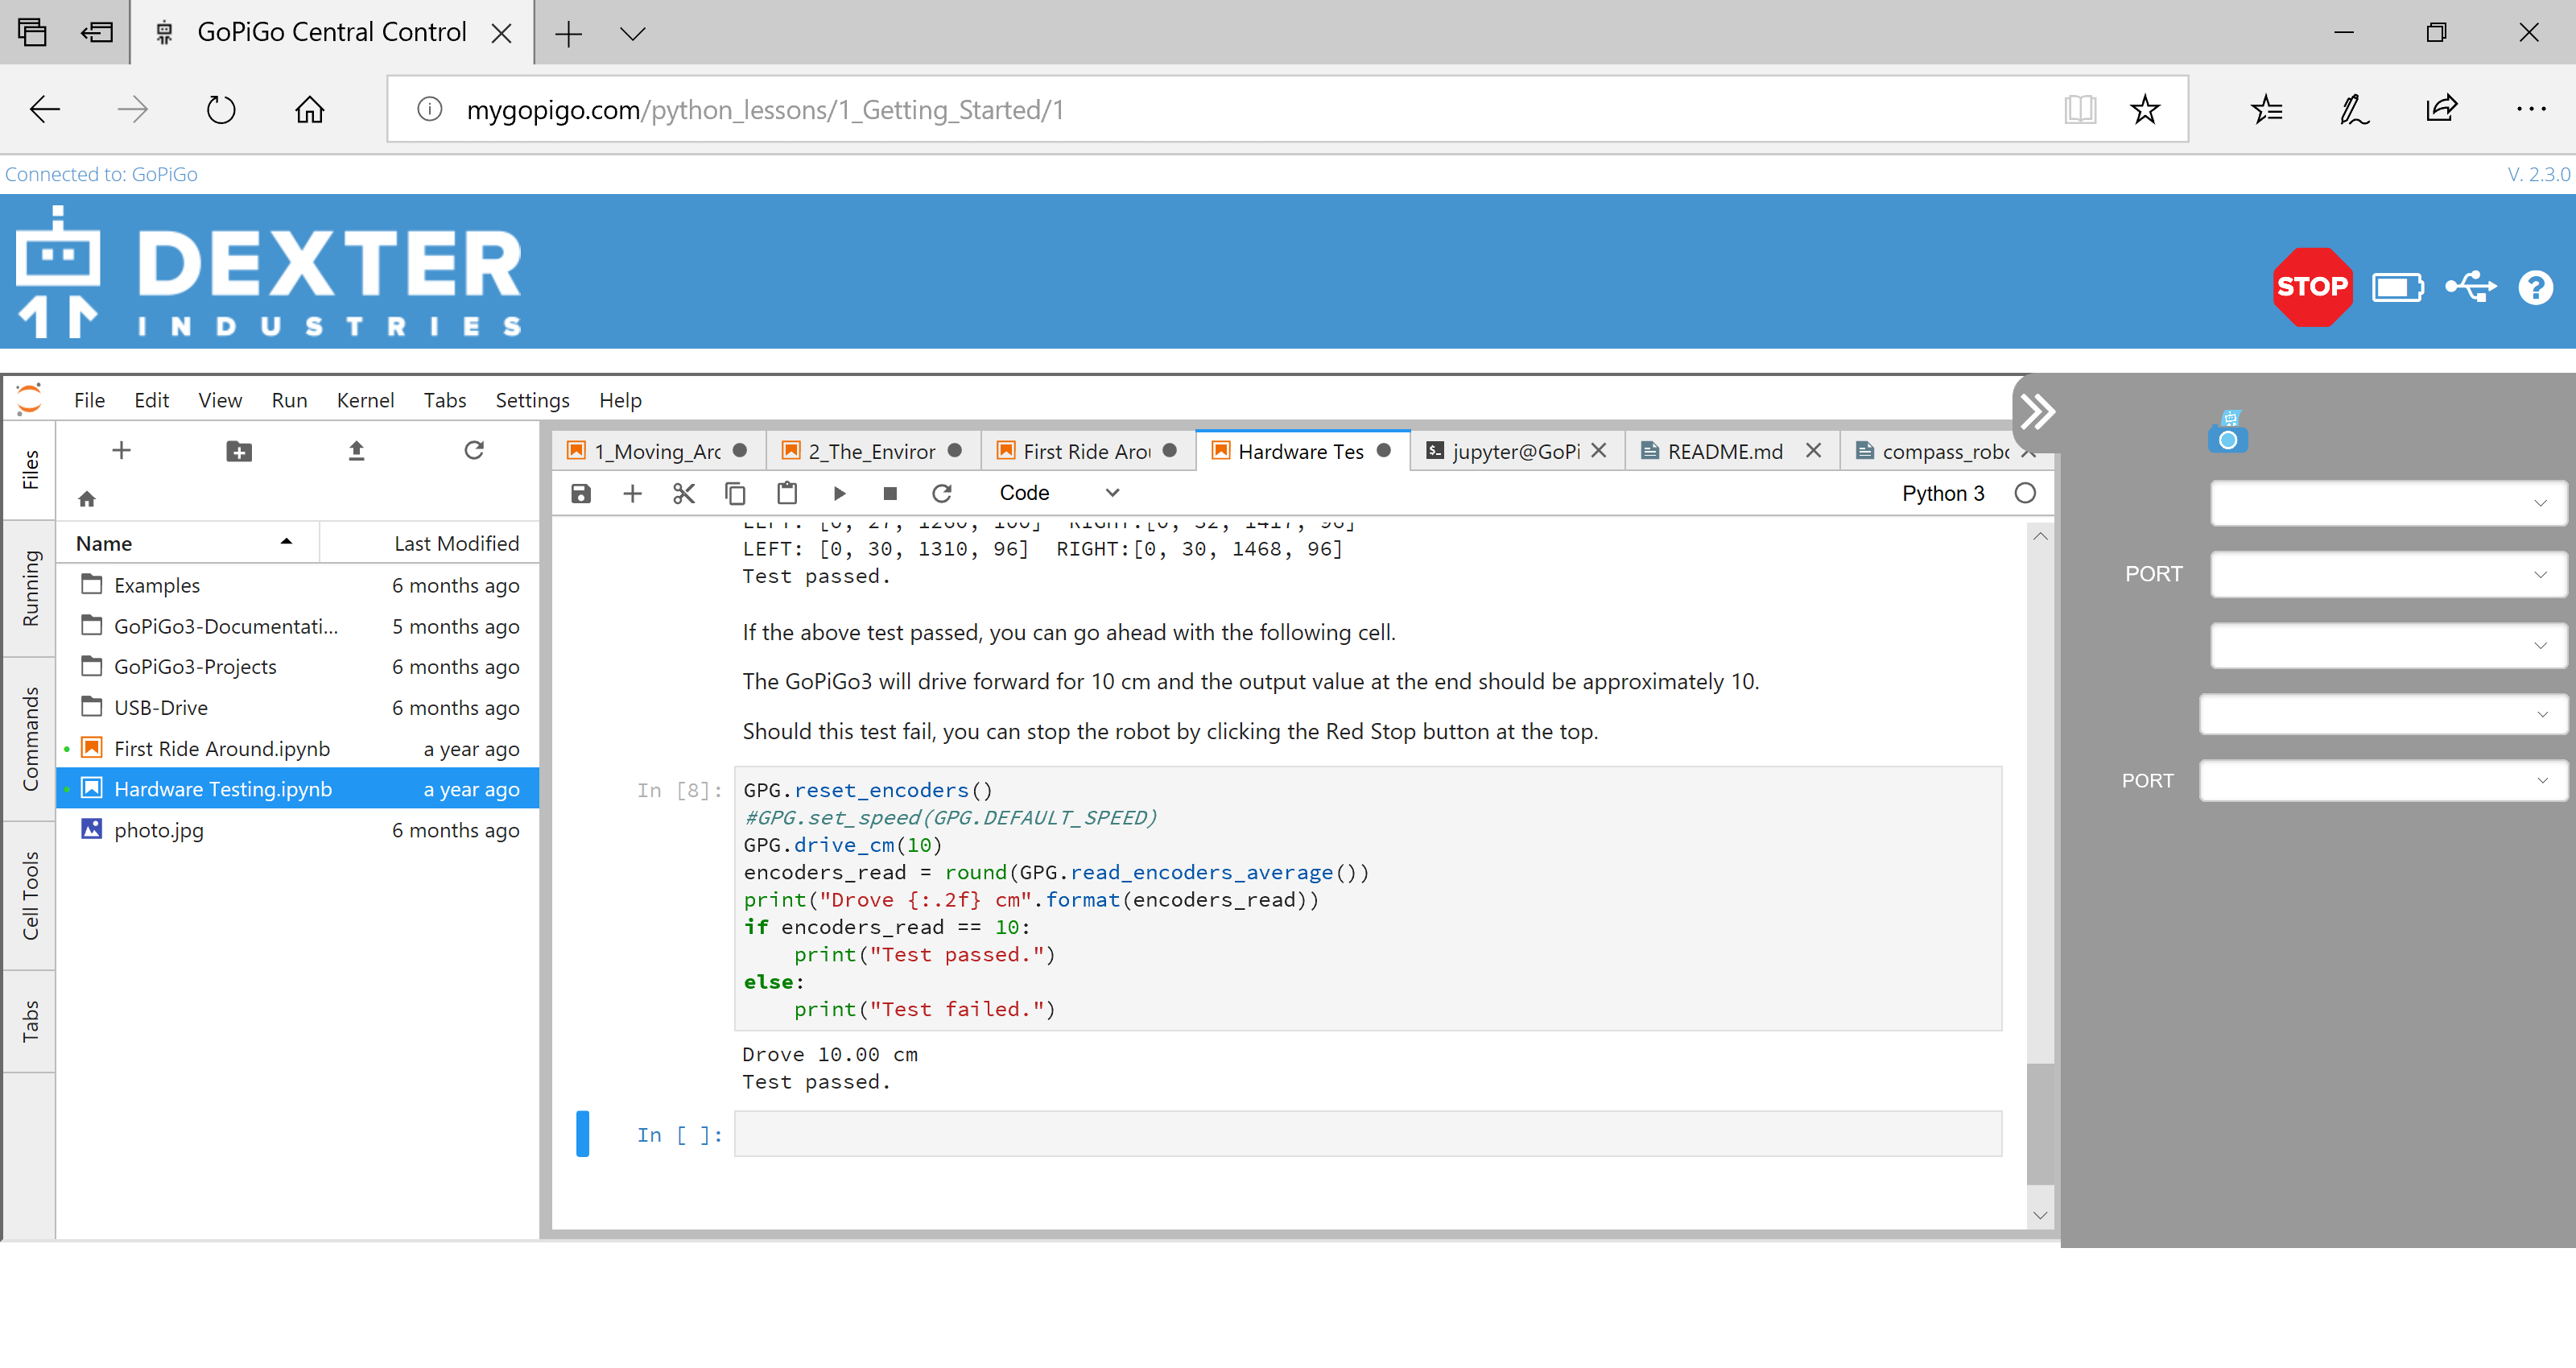 GoPiGo Central Control
mygopigo.com/python_lessons/1_Getting_Started/1
Connected to: GoPiGo
V. 2.3.0
DEXTER
INDUSTRIES
STOP
?
File Edit View Run Kernel Tabs Settings Help
Files
Running
Commands
Cell Tools
Tabs
Name Last Modified
Examples 6 months ago
GoPiGo3-Documentati... 5 months ago
GoPiGo3-Projects 6 months ago
USB-Drive 6 months ago
First Ride Around.ipynb a year ago
Hardware Testing.ipynb a year ago
photo.jpg 6 months ago
1_Moving_Arc 2_The_Enviror First Ride Arou Hardware Tes jupyter@GoPi README.md compass_robo
Code Python 3
LEFT: [0, 30, 1310, 96]  RIGHT:[0, 30, 1468, 96]
Test passed.
If the above test passed, you can go ahead with the following cell.
The GoPiGo3 will drive forward for 10 cm and the output value at the end should be approximately 10.
Should this test fail, you can stop the robot by clicking the Red Stop button at the top.
In [8]:
GPG.reset_encoders()
#GPG.set_speed(GPG.DEFAULT_SPEED)
GPG.drive_cm(10)
encoders_read = round(GPG.read_encoders_average())
print("Drove {:.2f} cm".format(encoders_read))
if encoders_read == 10:
    print("Test passed.")
else:
    print("Test failed.")
Drove 10.00 cm
Test passed.
In [ ]:
PORT
PORT